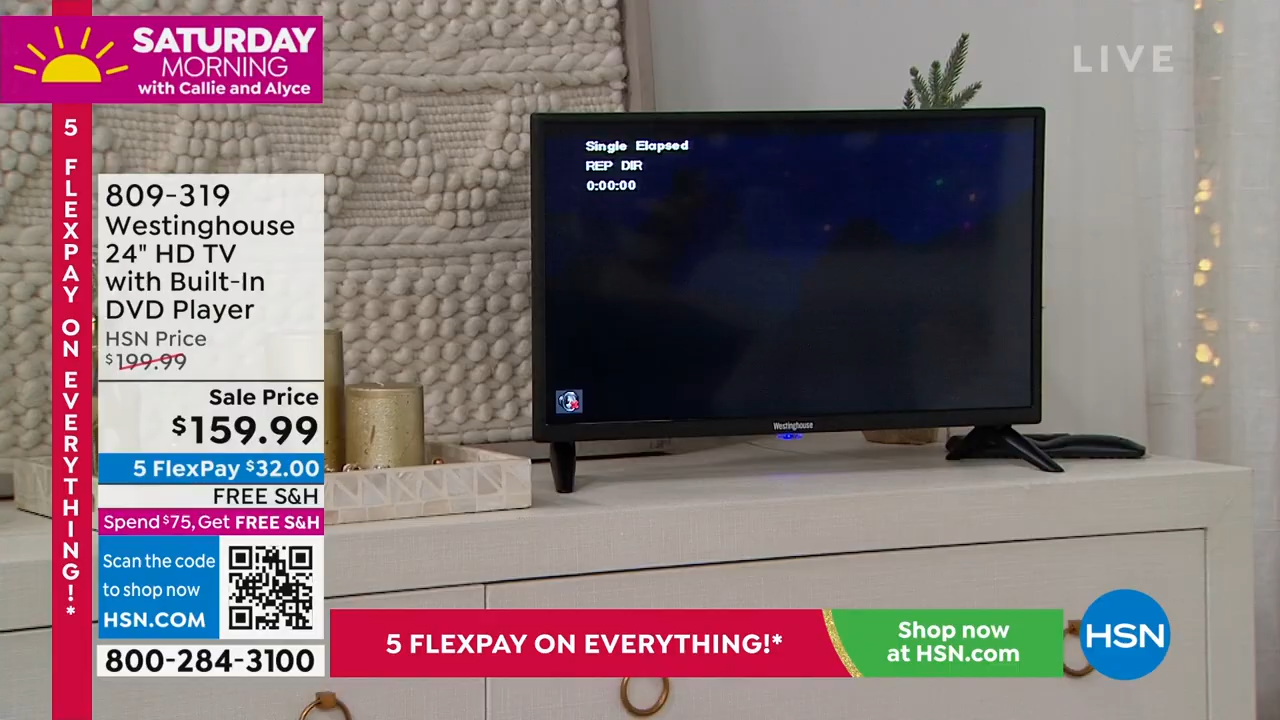 SATURDAY
MORNING
with Callie and Alyce
LIVE
5 FLEXPAY ON EVERYTHING!*
809-319
Westinghouse
24" HD TV
with Built-In
DVD Player
HSN Price
$199.99
Sale Price
$159.99
5 FlexPay $32.00
FREE S&H
Spend $75, Get FREE S&H
Scan the code
to shop now
HSN.COM
800-284-3100
Single Elapsed
REP DIR
0:00:00
Westinghouse
5 FLEXPAY ON EVERYTHING!*
Shop now
at HSN.com
HSN